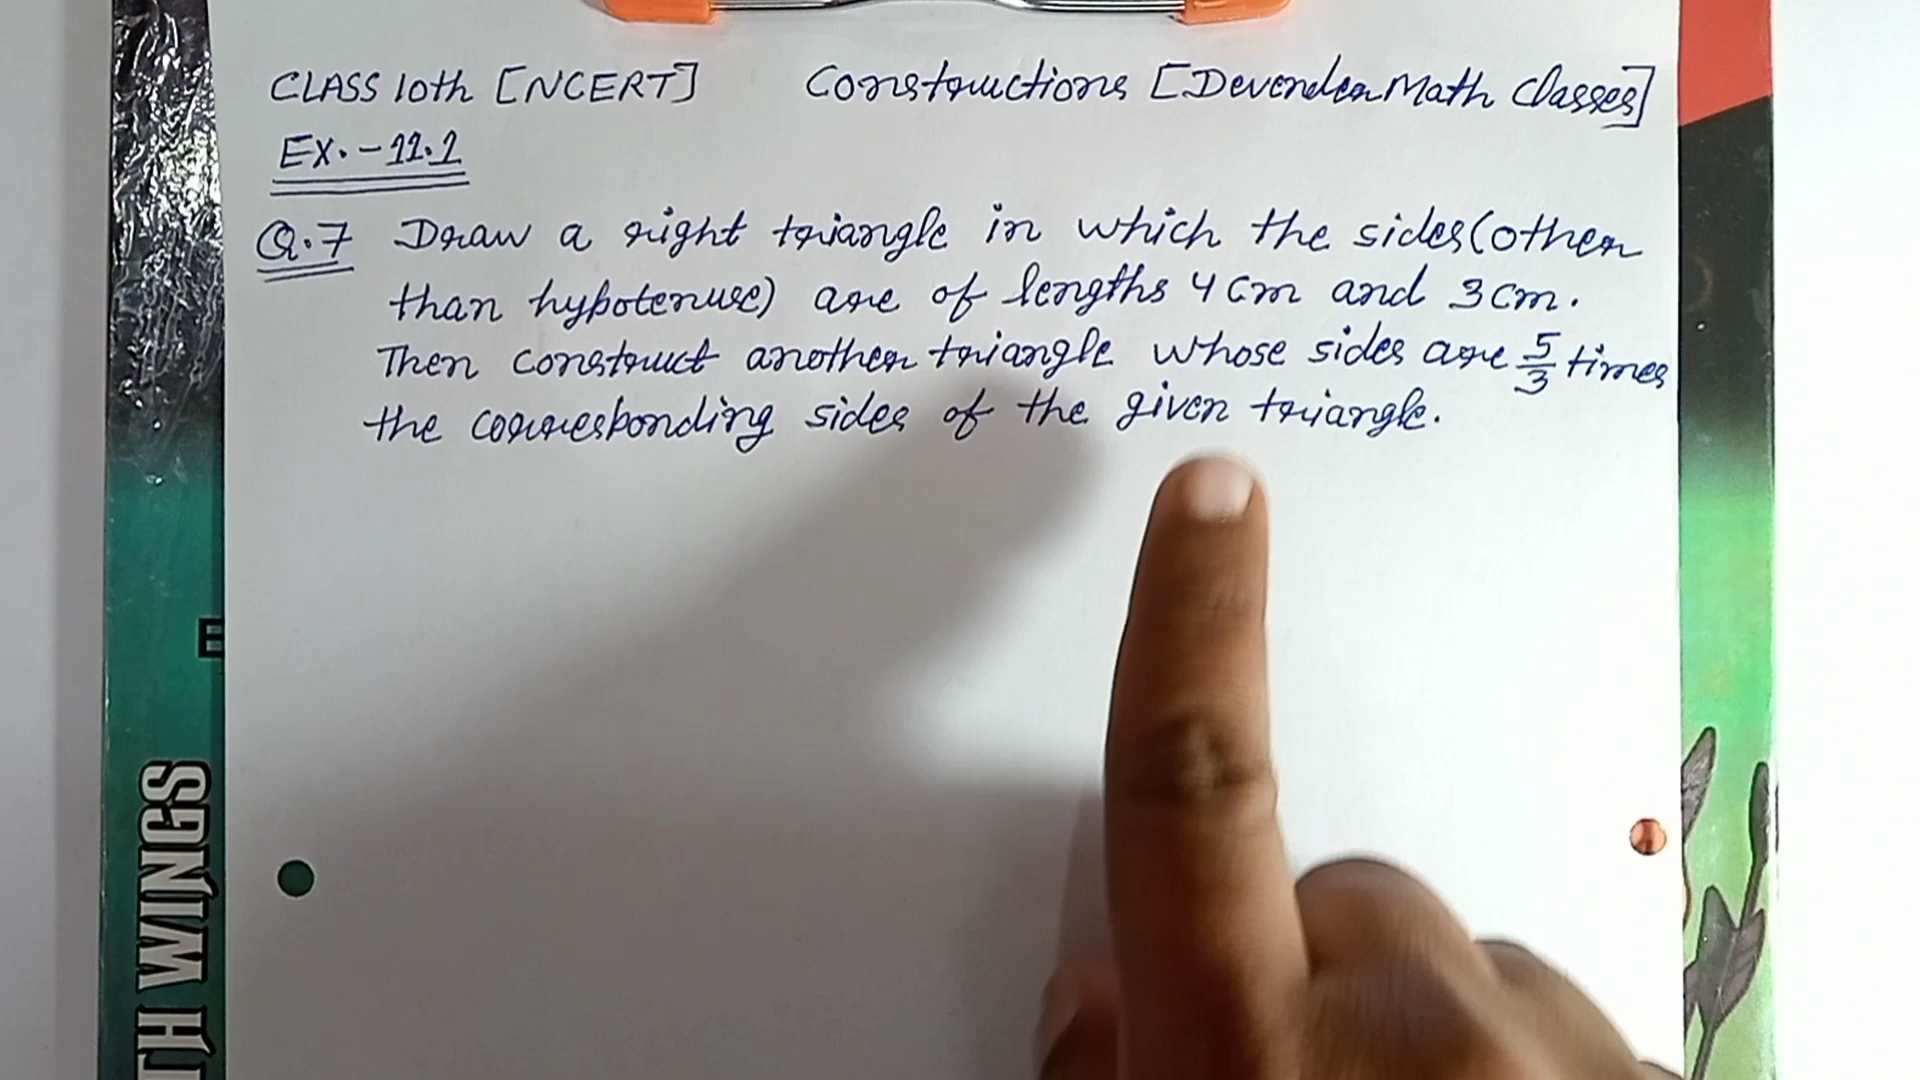 CLASS 10th [NCERT] Constructions [Devender Math Classes]
Ex.-11.1
Q.7 Draw a right triangle in which the sides (other
than hypotenuse) are of lengths 4 cm and 3 cm.
Then construct another triangle whose sides are 5/3 times
the corresponding sides of the given triangle.
E
TH WINGS